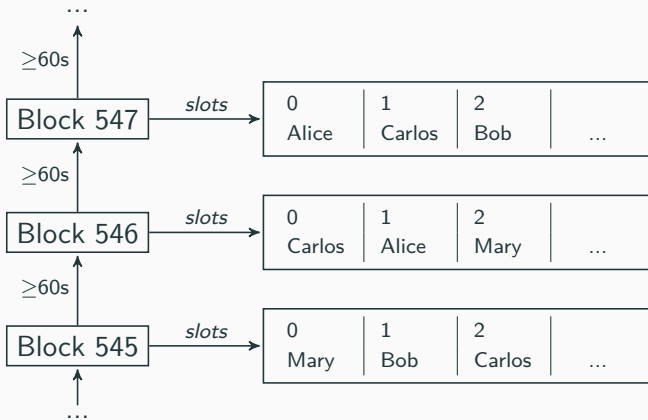 ...
≥60s
Block 547
slots
0 1 2
Alice Carlos Bob ...
≥60s
Block 546
slots
0 1 2
Carlos Alice Mary ...
≥60s
Block 545
slots
0 1 2
Mary Bob Carlos ...
...